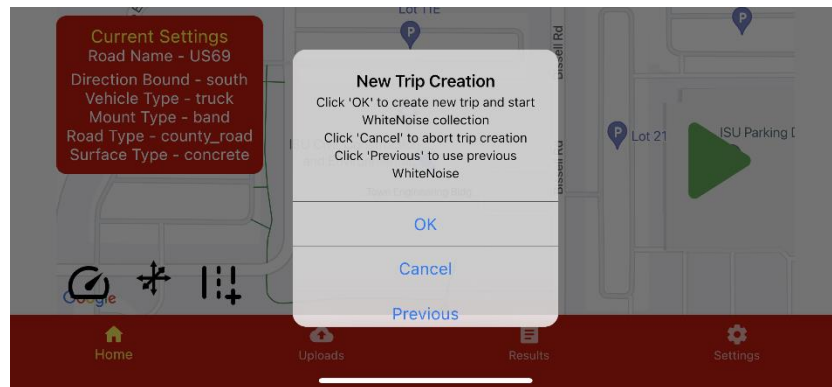 Lot 11E
Current Settings
Road Name - US69
Direction Bound - south
Vehicle Type - truck
Mount Type - band
Road Type - county_road
Surface Type - concrete
Bissell Rd
New Trip Creation
Click 'OK' to create new trip and start
WhiteNoise collection
Click 'Cancel' to abort trip creation
Click 'Previous' to use previous
WhiteNoise
OK
Cancel
Previous
P
P
P
Lot 21
ISU Parking
Bissell Rd
Google
Home
Uploads
Results
Settings